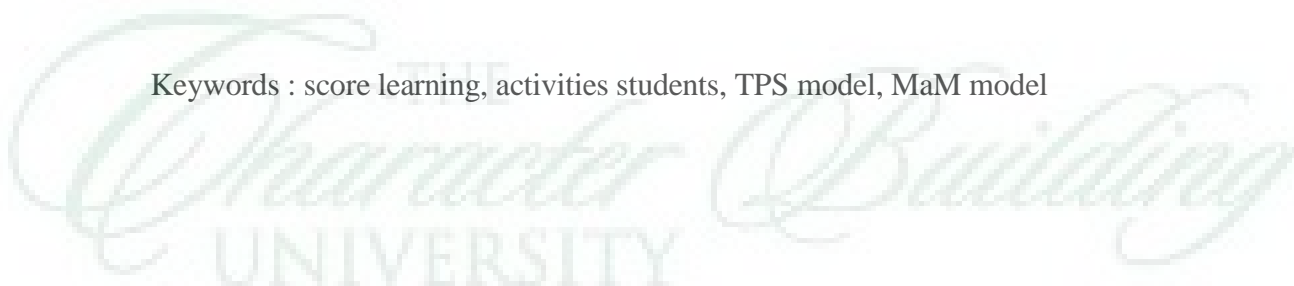 Keywords : score learning, activities students, TPS model, MaM model
THE
Character Building
UNIVERSITY